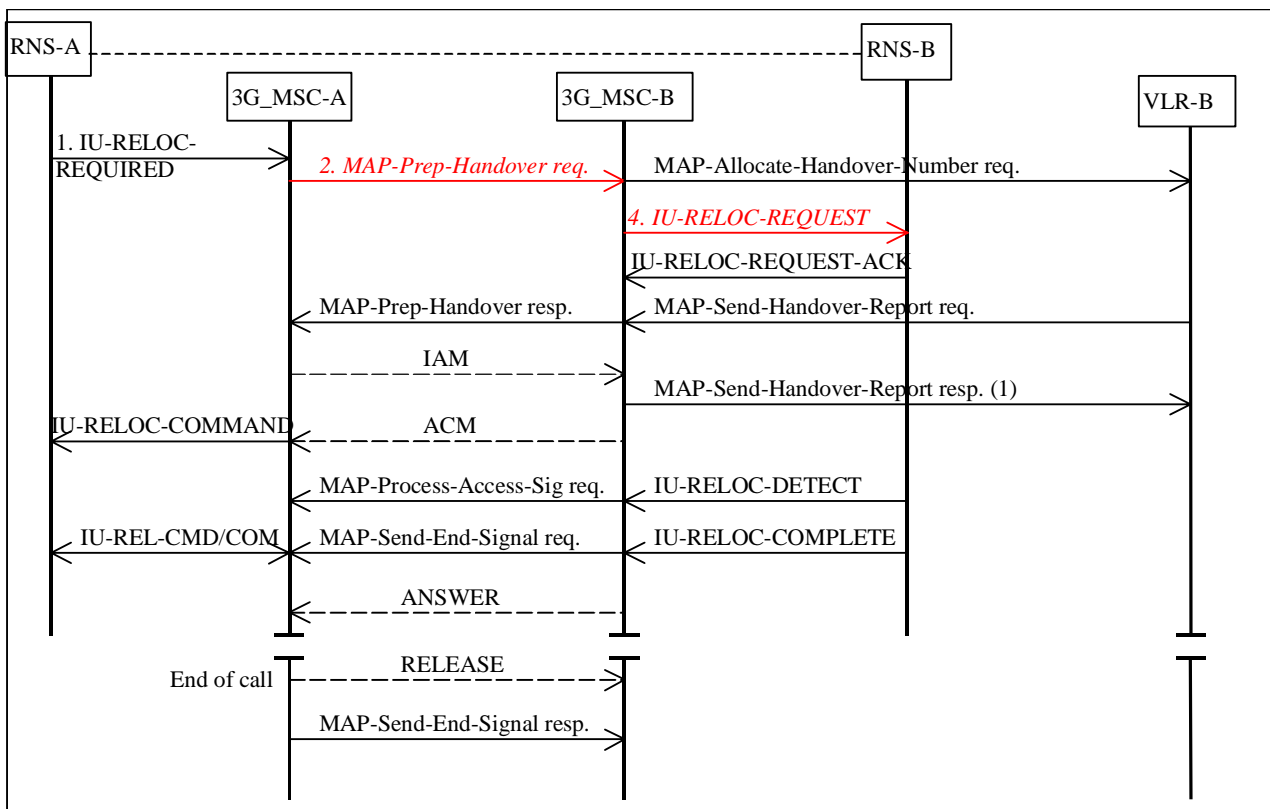 RNS-A
RNS-B
3G_MSC-A
3G_MSC-B
VLR-B
1. IU-RELOC-
REQUIRED
2. MAP-Prep-Handover req.
MAP-Allocate-Handover-Number req.
4. IU-RELOC-REQUEST
IU-RELOC-REQUEST-ACK
MAP-Prep-Handover resp.
MAP-Send-Handover-Report req.
IAM
MAP-Send-Handover-Report resp. (1)
IU-RELOC-COMMAND
ACM
MAP-Process-Access-Sig req.
IU-RELOC-DETECT
IU-REL-CMD/COM
MAP-Send-End-Signal req.
IU-RELOC-COMPLETE
ANSWER
RELEASE
End of call
MAP-Send-End-Signal resp.